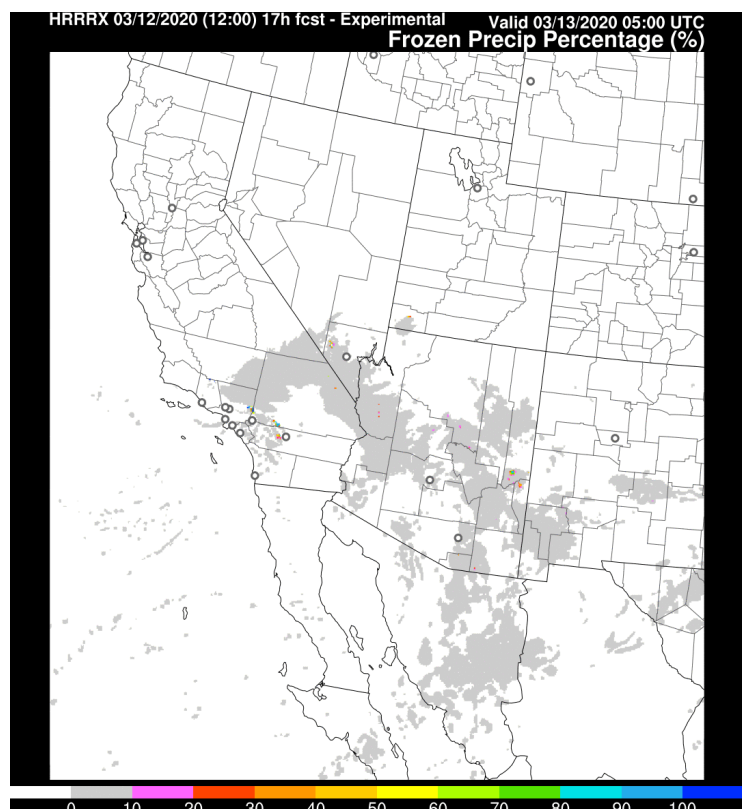 HRRRX 03/12/2020 (12:00) 17h fcst - Experimental Valid 03/13/2020 05:00 UTC
Frozen Precip Percentage (%)
0 10 20 30 40 50 60 70 80 90 100